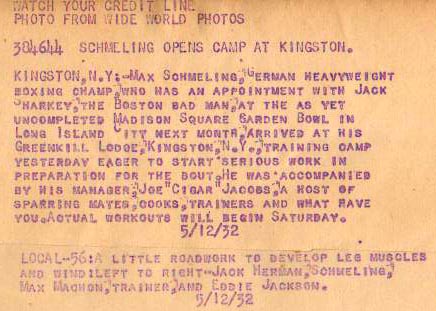 WATCH YOUR CREDIT LINE
PHOTO FROM WIDE WORLD PHOTOS
384644 SCHMELING OPENS CAMP AT KINGSTON.
KINGSTON, N.Y:-MAX SCHMELING, GERMAN HEAVYWEIGHT
BOXING CHAMP, WHO HAS AN APPOINTMENT WITH JACK
SHARKEY, THE BOSTON BAD MAN, AT THE AS YET
UNCOMPLETED MADISON SQUARE GARDEN BOWL IN
LONG ISLAND CITY NEXT MONTH, ARRIVED AT HIS
GREENKILL LODGE, KINGSTON, N.Y., TRAINING CAMP
YESTERDAY EAGER TO START SERIOUS WORK IN
PREPARATION FOR THE BOUT. HE WAS ACCOMPANIED
BY HIS MANAGER, JOE "CIGAR" JACOBS, A HOST OF
SPARRING MATES, COOKS, TRAINERS AND WHAT HAVE
YOU. ACTUAL WORKOUTS WILL BEGIN SATURDAY.
5/12/32
LOCAL-56: A LITTLE ROADWORK TO DEVELOP LEG MUSCLES
AND WIND: LEFT TO RIGHT-JACK HERMAN, SCHMELING,
MAX MACHON, TRAINER, AND EDDIE JACKSON.
5/12/32